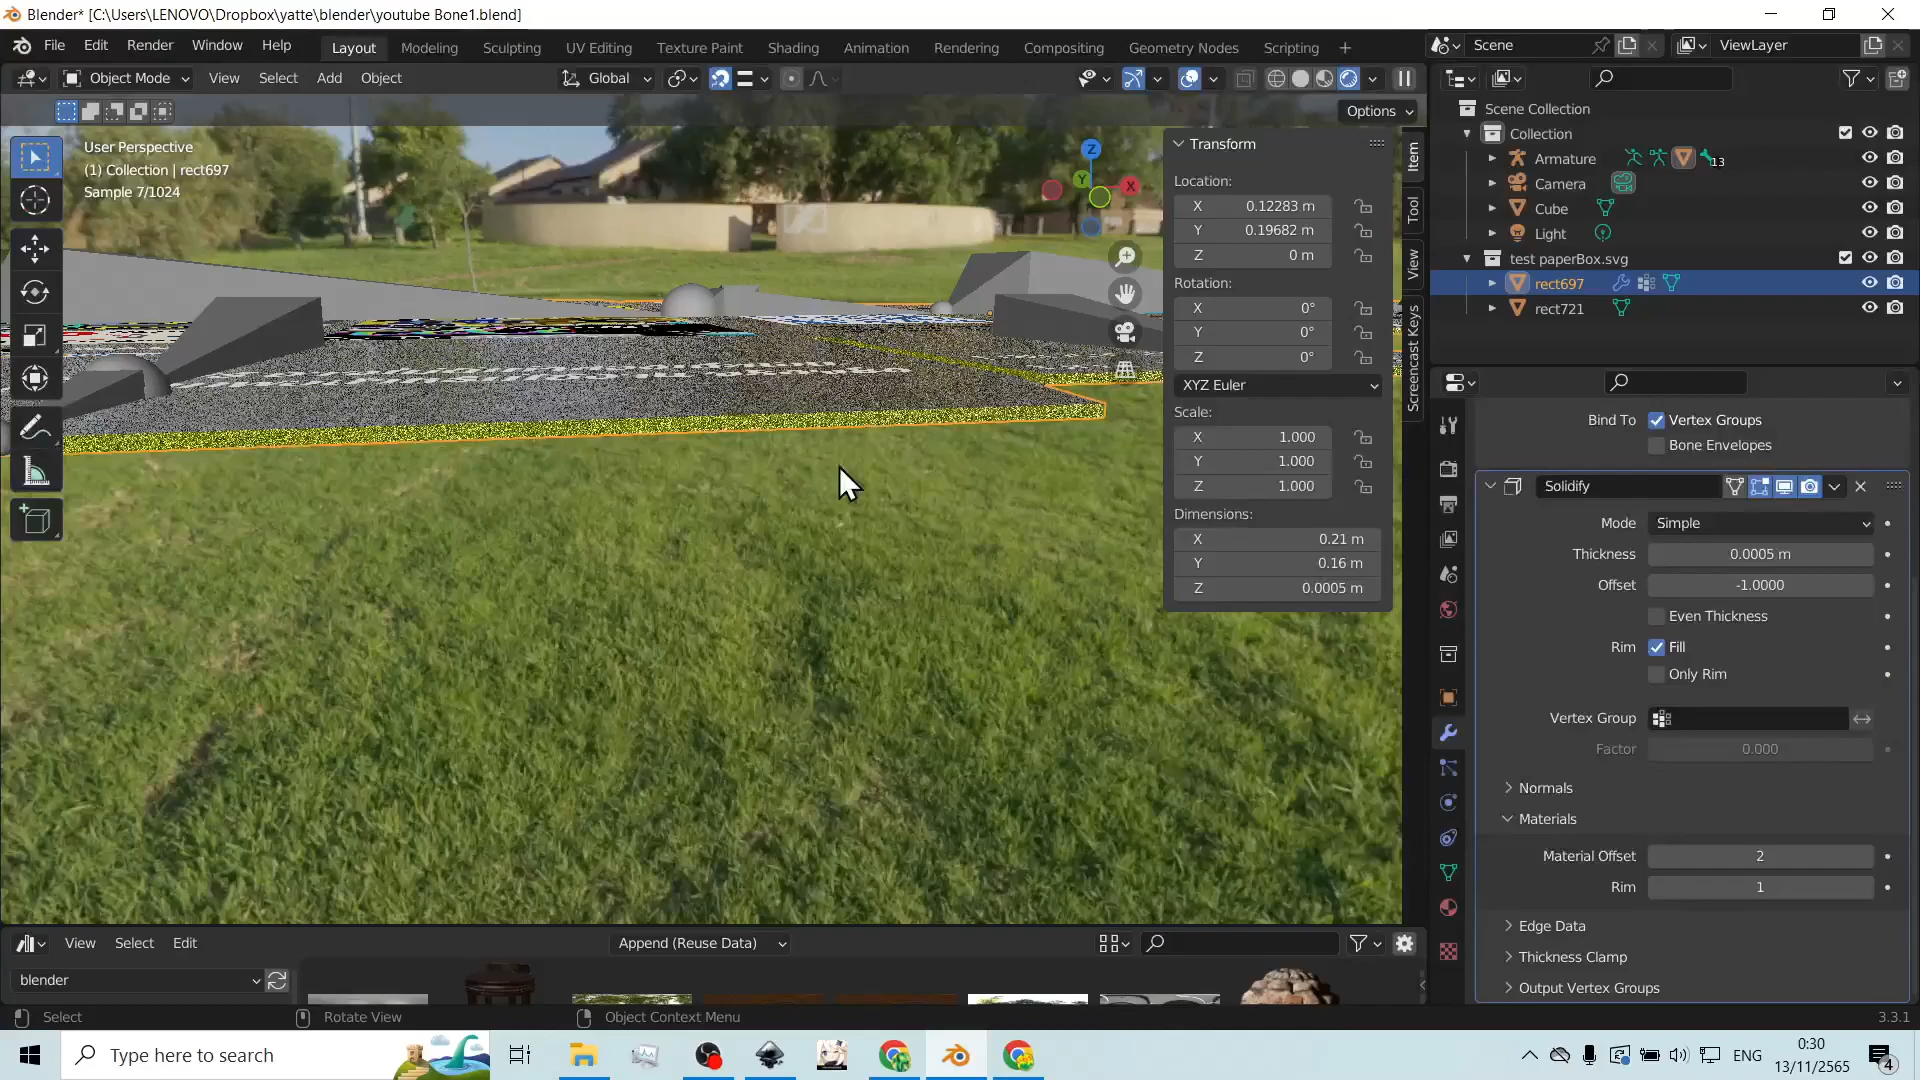 Blender* [C:\Users\LENOVO\Dropbox\yatte\blender\youtube Bone1.blend]
File Edit Render Window Help Layout Modeling Sculpting UV Editing Texture Paint Shading Animation Rendering Compositing Geometry Nodes Scripting + Scene ViewLayer
Object Mode View Select Add Object Global
Options
User Perspective
(1) Collection | rect697
Sample 7/1024
Z
Y
X
Transform
Location:
X 0.12283 m
Y 0.19682 m
Z 0 m
Rotation:
X 0°
Y 0°
Z 0°
XYZ Euler
Scale:
X 1.000
Y 1.000
Z 1.000
Dimensions:
X 0.21 m
Y 0.16 m
Z 0.0005 m
Item
Tool
View
Screencast Keys
Scene Collection
Collection
Armature 13
Camera
Cube
Light
test paperBox.svg
rect697
rect721
Bind To Vertex Groups
Bone Envelopes
Solidify
Mode Simple
Thickness 0.0005 m
Offset -1.0000
Even Thickness
Rim Fill
Only Rim
Vertex Group
Factor 0.000
Normals
Materials
Material Offset 2
Rim 1
Edge Data
Thickness Clamp
Output Vertex Groups
View Select Edit Append (Reuse Data)
blender
Select Rotate View Object Context Menu 3.3.1
Type here to search
ENG
0:30
13/11/2565
4